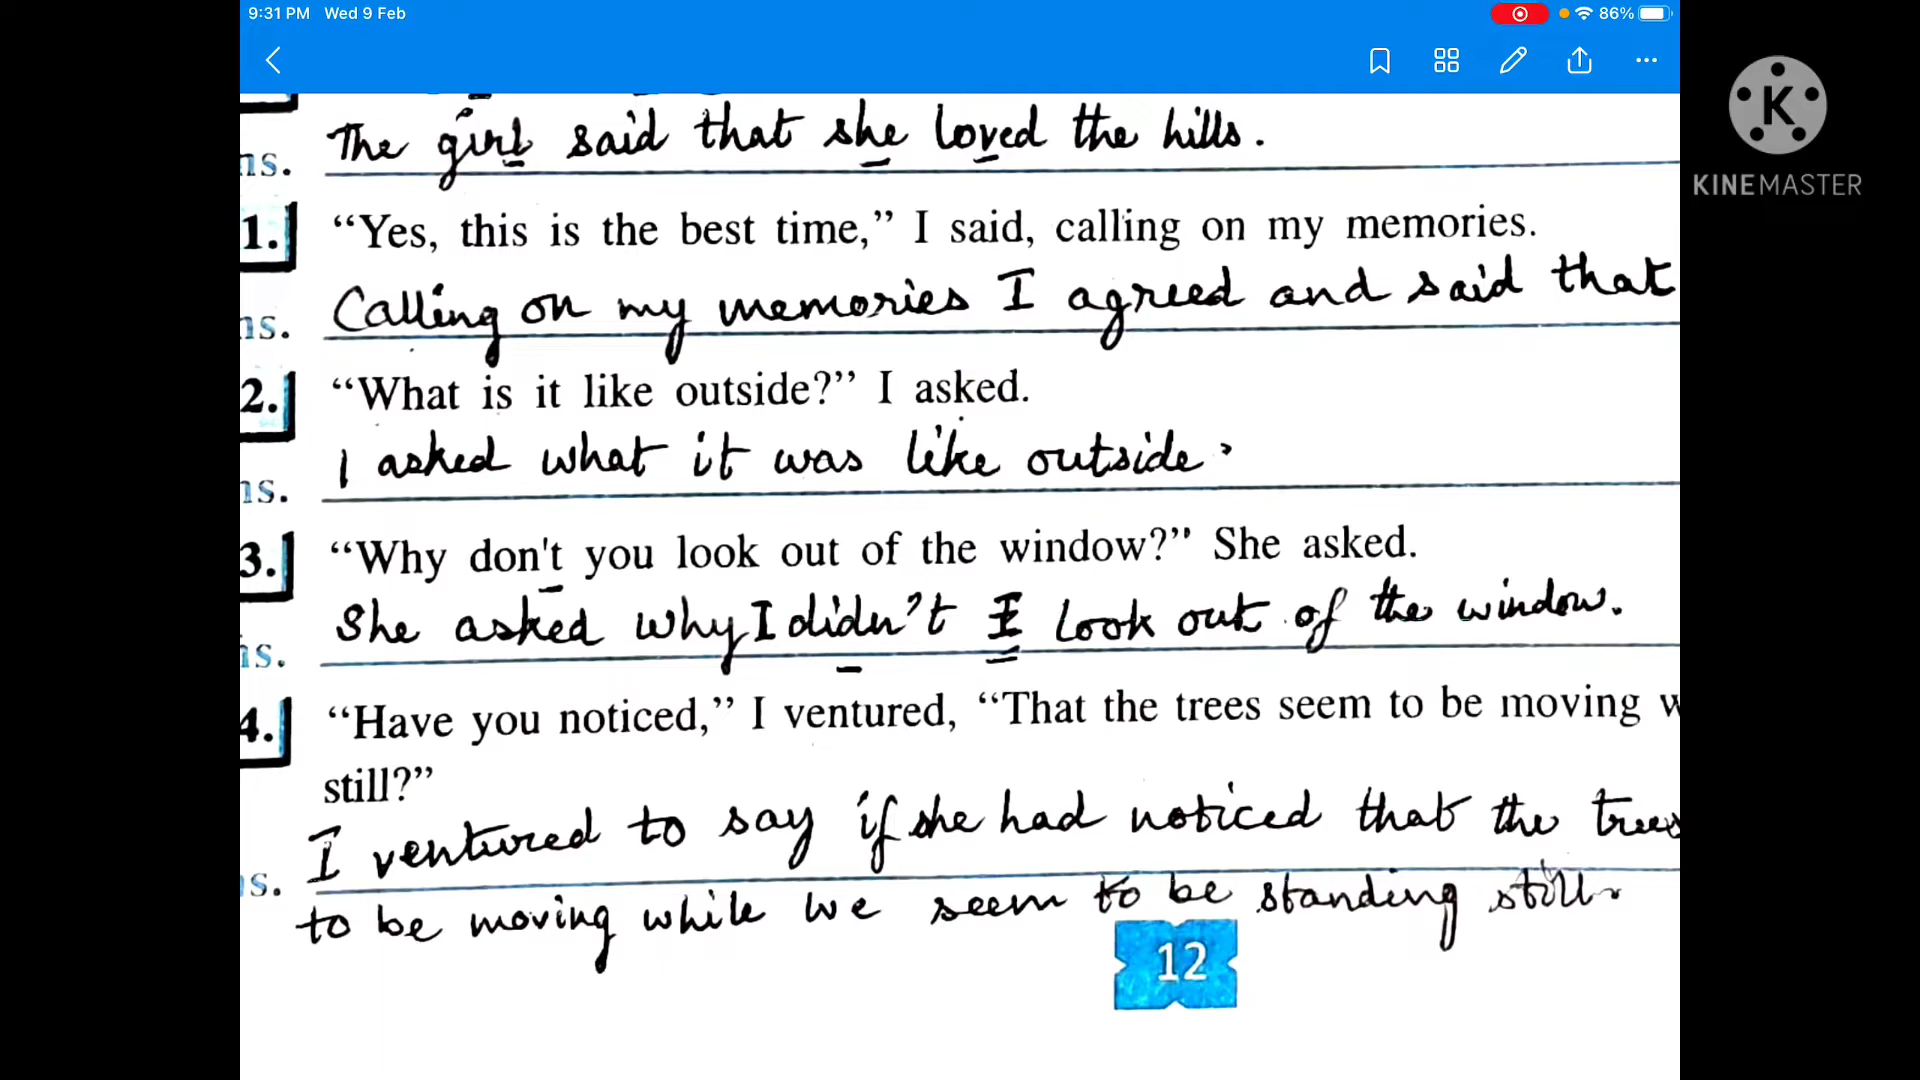 9:31 PM Wed 9 Feb 86%
K
KINEMASTER
The girl said that she loved the hills.
ns.
1. “Yes, this is the best time,” I said, calling on my memories.
ns. Calling on my memories I agreed and said that
2. “What is it like outside?” I asked.
ns. I asked what it was like outside.
3. “Why don't you look out of the window?” She asked.
is. She asked why I didn't I look out of the window.
4. “Have you noticed,” I ventured, “That the trees seem to be moving w
still?”
s. I ventured to say if she had noticed that the trees
to be moving while we seem to be standing still.
12